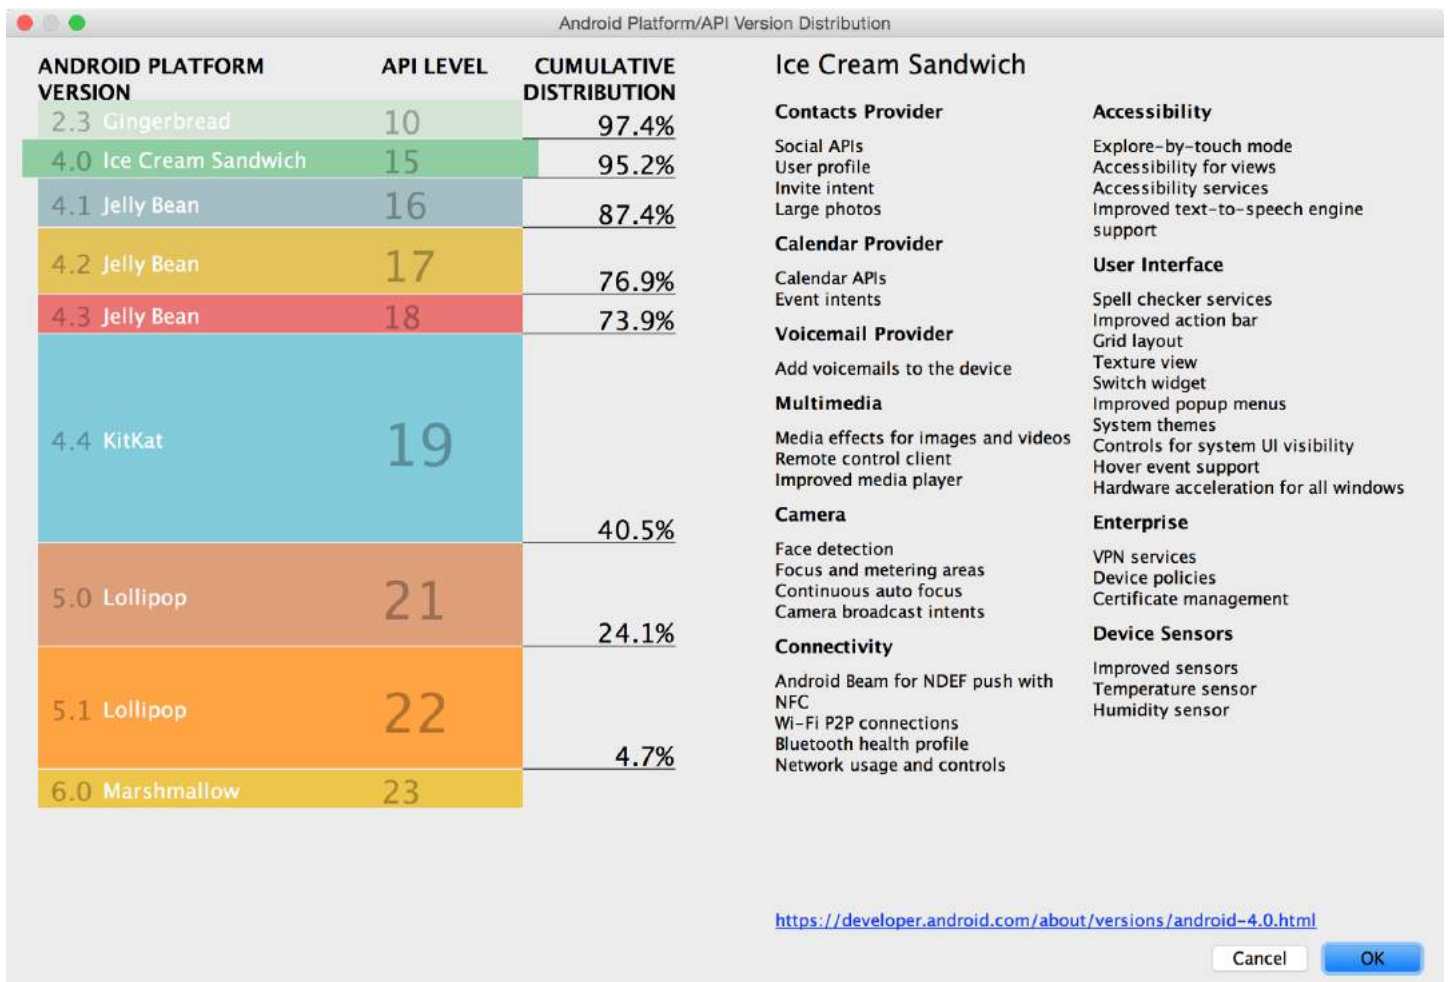 Android Platform/API Version Distribution
ANDROID PLATFORM VERSION
API LEVEL
CUMULATIVE DISTRIBUTION
2.3 Gingerbread 10 97.4%
4.0 Ice Cream Sandwich 15 95.2%
4.1 Jelly Bean 16 87.4%
4.2 Jelly Bean 17 76.9%
4.3 Jelly Bean 18 73.9%
4.4 KitKat 19 40.5%
5.0 Lollipop 21 24.1%
5.1 Lollipop 22 4.7%
6.0 Marshmallow 23
Ice Cream Sandwich
Contacts Provider
Social APIs
User profile
Invite intent
Large photos
Calendar Provider
Calendar APIs
Event intents
Voicemail Provider
Add voicemails to the device
Multimedia
Media effects for images and videos
Remote control client
Improved media player
Camera
Face detection
Focus and metering areas
Continuous auto focus
Camera broadcast intents
Connectivity
Android Beam for NDEF push with
NFC
Wi-Fi P2P connections
Bluetooth health profile
Network usage and controls
Accessibility
Explore-by-touch mode
Accessibility for views
Accessibility services
Improved text-to-speech engine
support
User Interface
Spell checker services
Improved action bar
Grid layout
Texture view
Switch widget
Improved popup menus
System themes
Controls for system UI visibility
Hover event support
Hardware acceleration for all windows
Enterprise
VPN services
Device policies
Certificate management
Device Sensors
Improved sensors
Temperature sensor
Humidity sensor
https://developer.android.com/about/versions/android-4.0.html
Cancel
OK